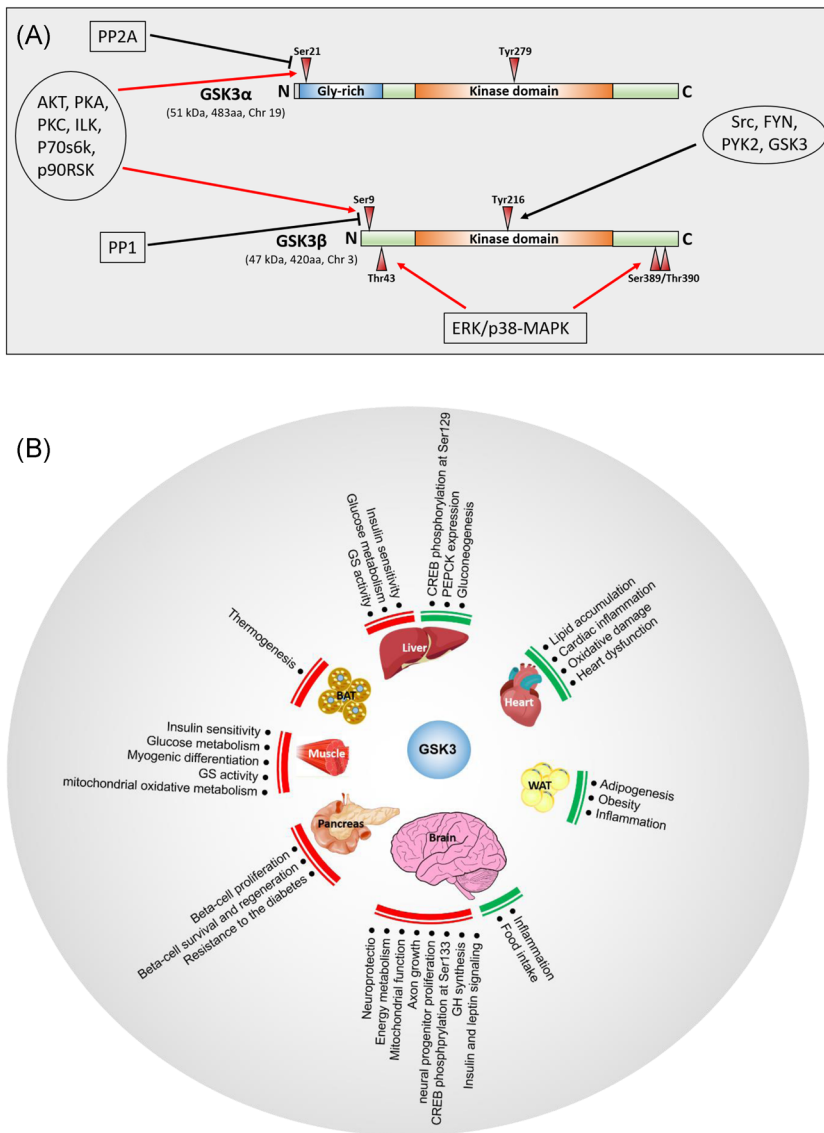 (A)
PP2A
Ser21
Tyr279
N
Gly-rich
Kinase domain
C
GSK3α
(51 kDa, 483aa, Chr 19)
AKT, PKA,
PKC, ILK,
P70s6k,
p90RSK
Src, FYN,
PYK2, GSK3
Ser9
Tyr216
PP1
N
Kinase domain
C
GSK3β
(47 kDa, 420aa, Chr 3)
Thr43
Ser389/Thr390
ERK/p38-MAPK
(B)
GS activity
Glucose metabolism
Insulin sensitivity
CREB phosphorylation at Ser129
PEPCK expression
Gluconeogenesis
Liver
Lipid accumulation
Cardiac inflammation
Oxidative damage
Heart dysfunction
Heart
Thermogenesis
BAT
Insulin sensitivity
Glucose metabolism
Myogenic differentiation
GS activity
mitochondrial oxidative metabolism
Muscle
GSK3
WAT
Adipogenesis
Obesity
Inflammation
Pancreas
Beta-cell proliferation
Beta-cell survival and regeneration
Resistance to the diabetes
Brain
Neuroprotectio
Energy metabolism
Mitochondrial function
Axon growth
neural progenitor proliferation
CREB phosphprylation at Ser133
GH synthesis
Insulin and leptin signaling
Inflammation
Food intake